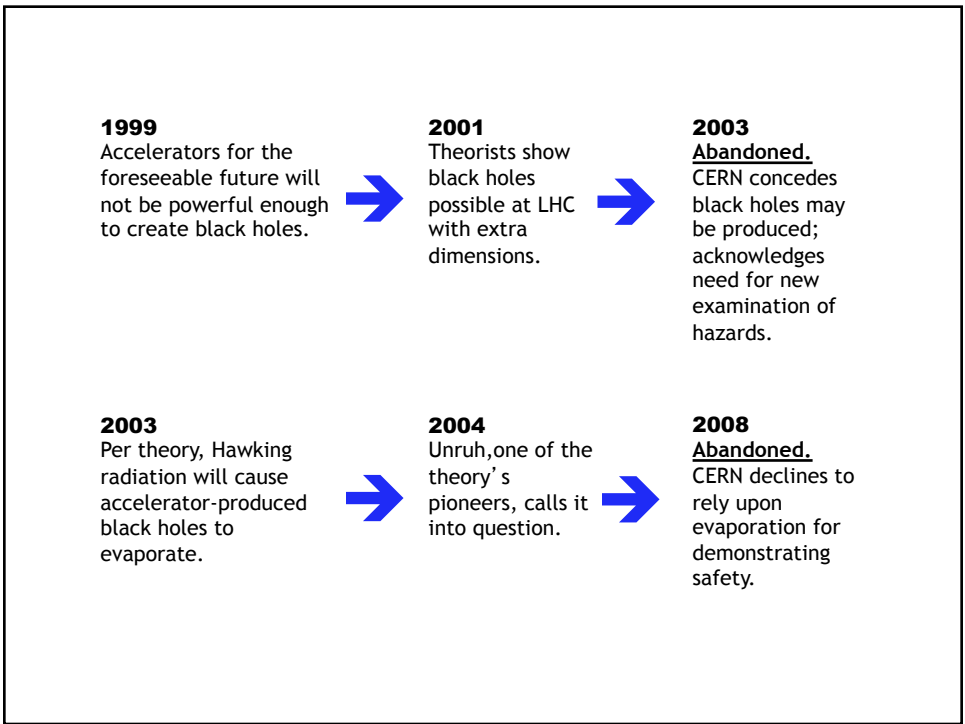 1999
Accelerators for the
foreseeable future will
not be powerful enough
to create black holes.
2001
Theorists show
black holes
possible at LHC
with extra
dimensions.
2003
Abandoned.
CERN concedes
black holes may
be produced;
acknowledges
need for new
examination of
hazards.
2003
Per theory, Hawking
radiation will cause
accelerator-produced
black holes to
evaporate.
2004
Unruh,one of the
theory’s
pioneers, calls it
into question.
2008
Abandoned.
CERN declines to
rely upon
evaporation for
demonstrating
safety.